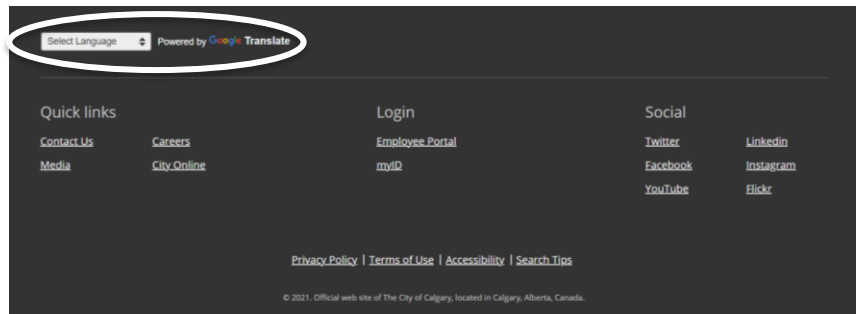 Select Language Powered by Google Translate
Quick links
Contact Us Careers
Media City Online
Login
Employee Portal
myID
Social
Twitter Linkedin
Facebook Instagram
YouTube Flickr
Privacy Policy | Terms of Use | Accessibility | Search Tips
© 2021. Official web site of The City of Calgary, located in Calgary, Alberta, Canada.